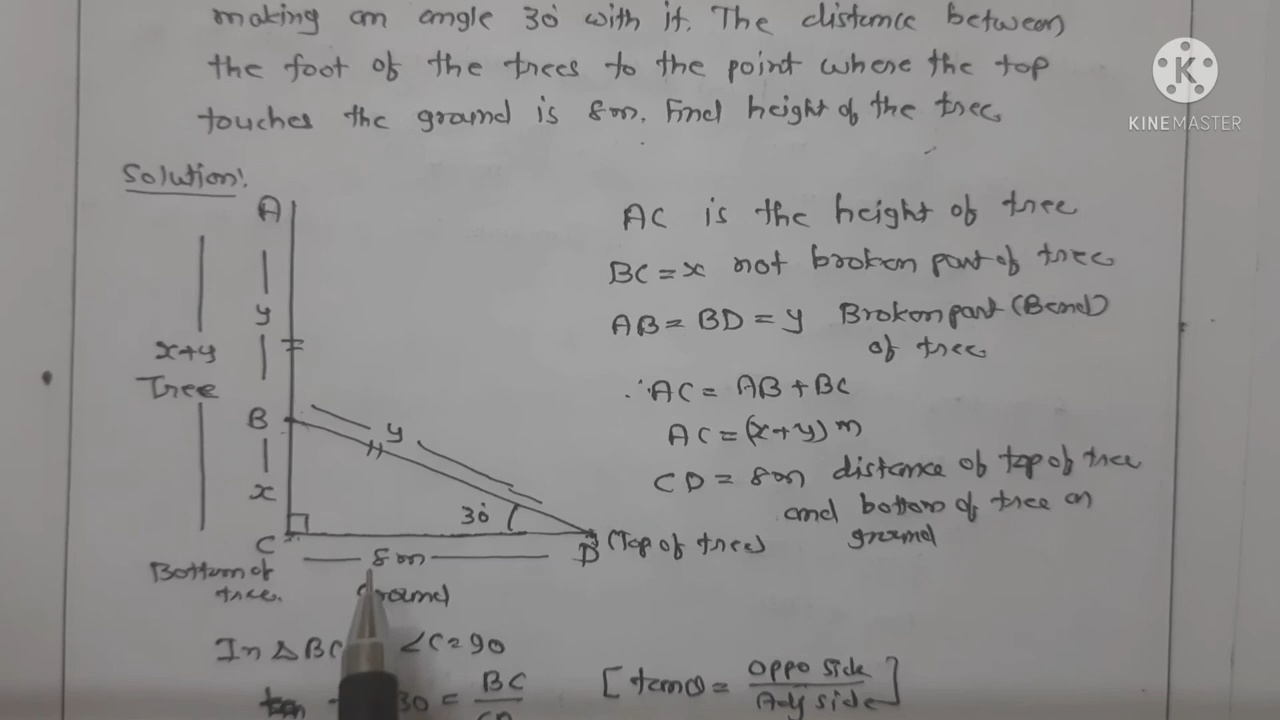 making an angle 30° with it. The distance between
the foot of the trees to the point where the top
touches the ground is 8m. Find height of the tree
KINEMASTER
Solution:
A
y
x+y
Tree
B
x
C
Bottom of
tree.
y
30°
8m
Ground
D (Top of tree)
AC is the height of tree
BC = x not broken part of tree
AB = BD = y Broken part (Bend)
of tree
∴ AC = AB + BC
AC = (x+y) m
CD = 8m distance of top of tree
and bottom of tree on
ground
In △BC ∠C = 90
30 = BC
[ tanθ = Oppo side / Adj side ]